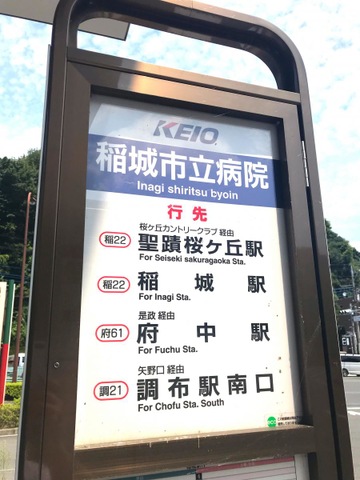 KEIO
稲城市立病院
Inagi shiritsu byoin
行先
桜ヶ丘カントリークラブ 経由
稲22 聖蹟桜ヶ丘駅
For Seiseki sakuragaoka Sta.
稲22 稲城駅
For Inagi Sta.
是政 経由
府61 府中駅
For Fuchu Sta.
矢野口 経由
調21 調布駅南口
For Chofu Sta. South